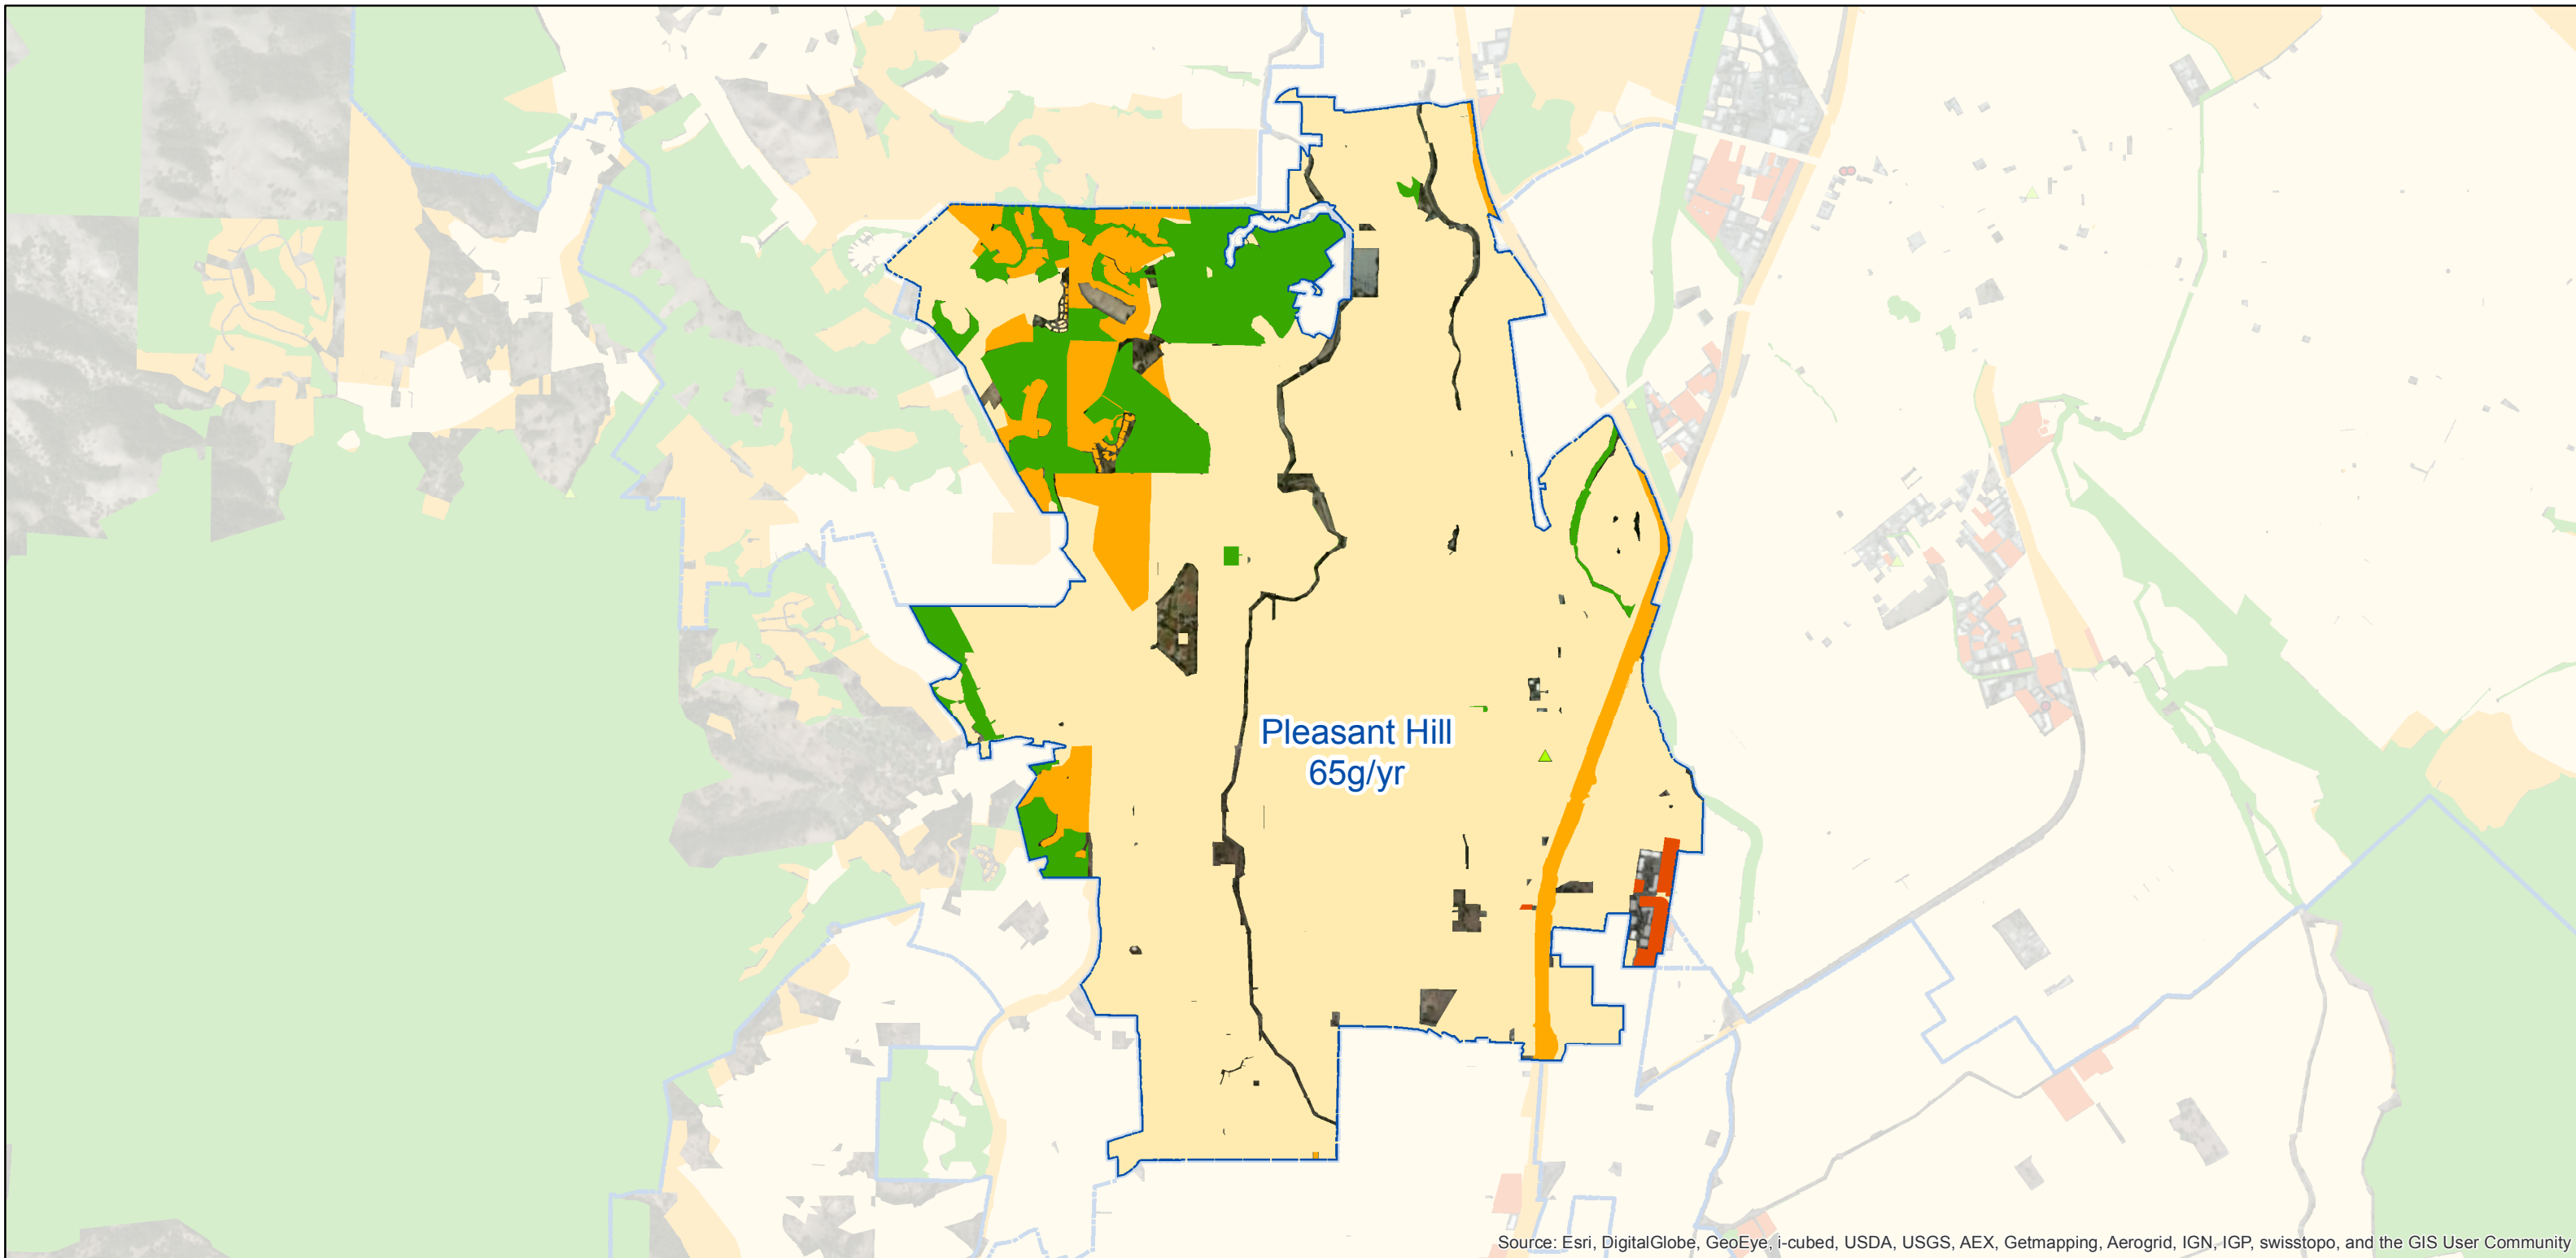 Pleasant Hill
65g/yr
Source: Esri, DigitalGlobe, GeoEye, i-cubed, USDA, USGS, AEX, Getmapping, Aerogrid, IGN, IGP, swisstopo, and the GIS User Community